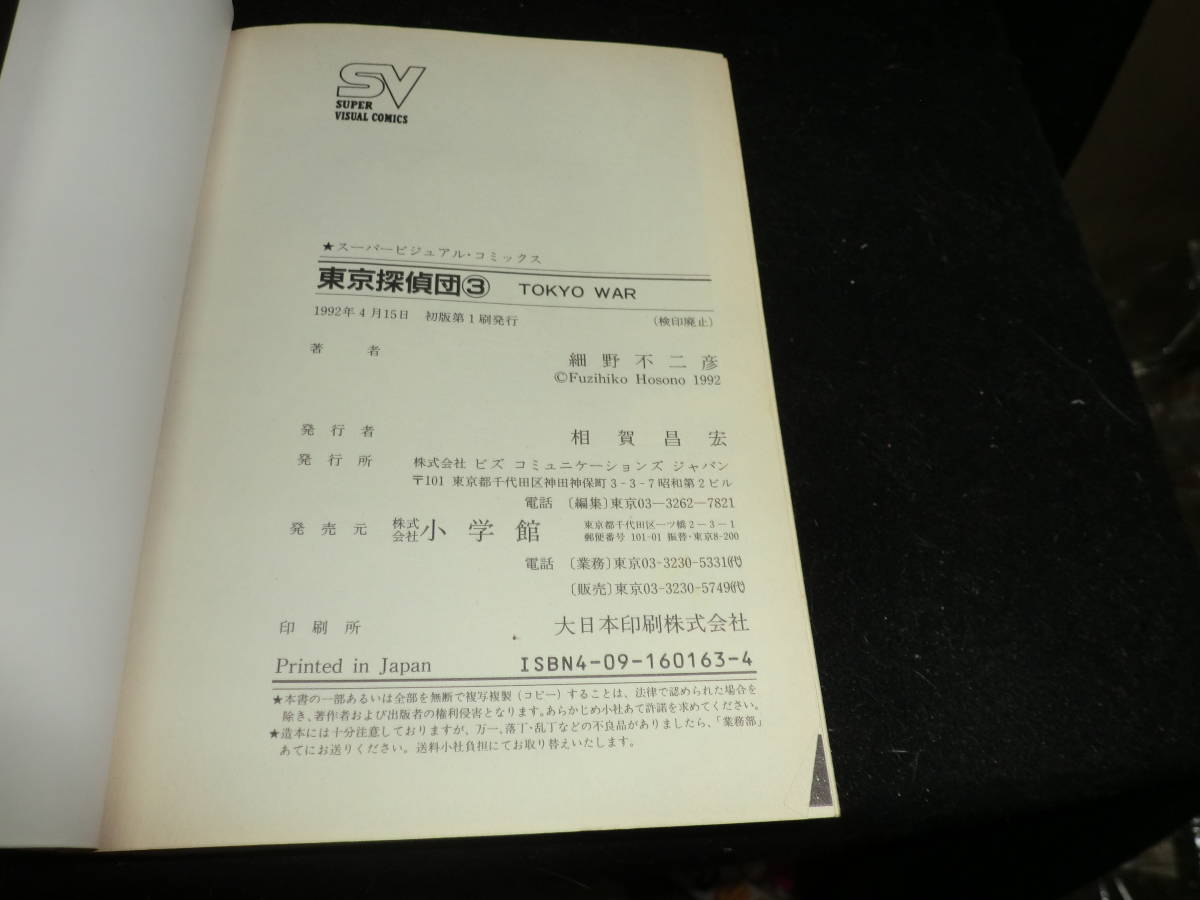 SV
SUPER
VISUAL COMICS
★スーパービジュアル・コミックス
東京探偵団③ TOKYO WAR
1992年4月15日 初版第1刷発行 (検印廃止)
著者 細野不二彦
©Fuzihiko Hosono 1992
発行者 相賀昌宏
発行所 株式会社 ビズ コミュニケーションズ ジャパン
〒101 東京都千代田区神田神保町3-3-7昭和第2ビル
電話 〔編集〕東京03―3262―7821
発売元 株式会社 小学館 東京都千代田区一ツ橋2-3-1
郵便番号 101-01 振替・東京8-200
電話 〔業務〕東京03-3230-5331(代)
〔販売〕東京03-3230-5749(代)
印刷所 大日本印刷株式会社
Printed in Japan ISBN4-09-160163-4
★本書の一部あるいは全部を無断で複写複製(コピー)することは、法律で認められた場合を
除き、著作者および出版者の権利侵害となります。あらかじめ小社あて許諾を求めてください。
★造本には十分注意しておりますが、万一、落丁・乱丁などの不良品がありましたら、「業務部」
あてにお送りください。送料小社負担にてお取り替えいたします。